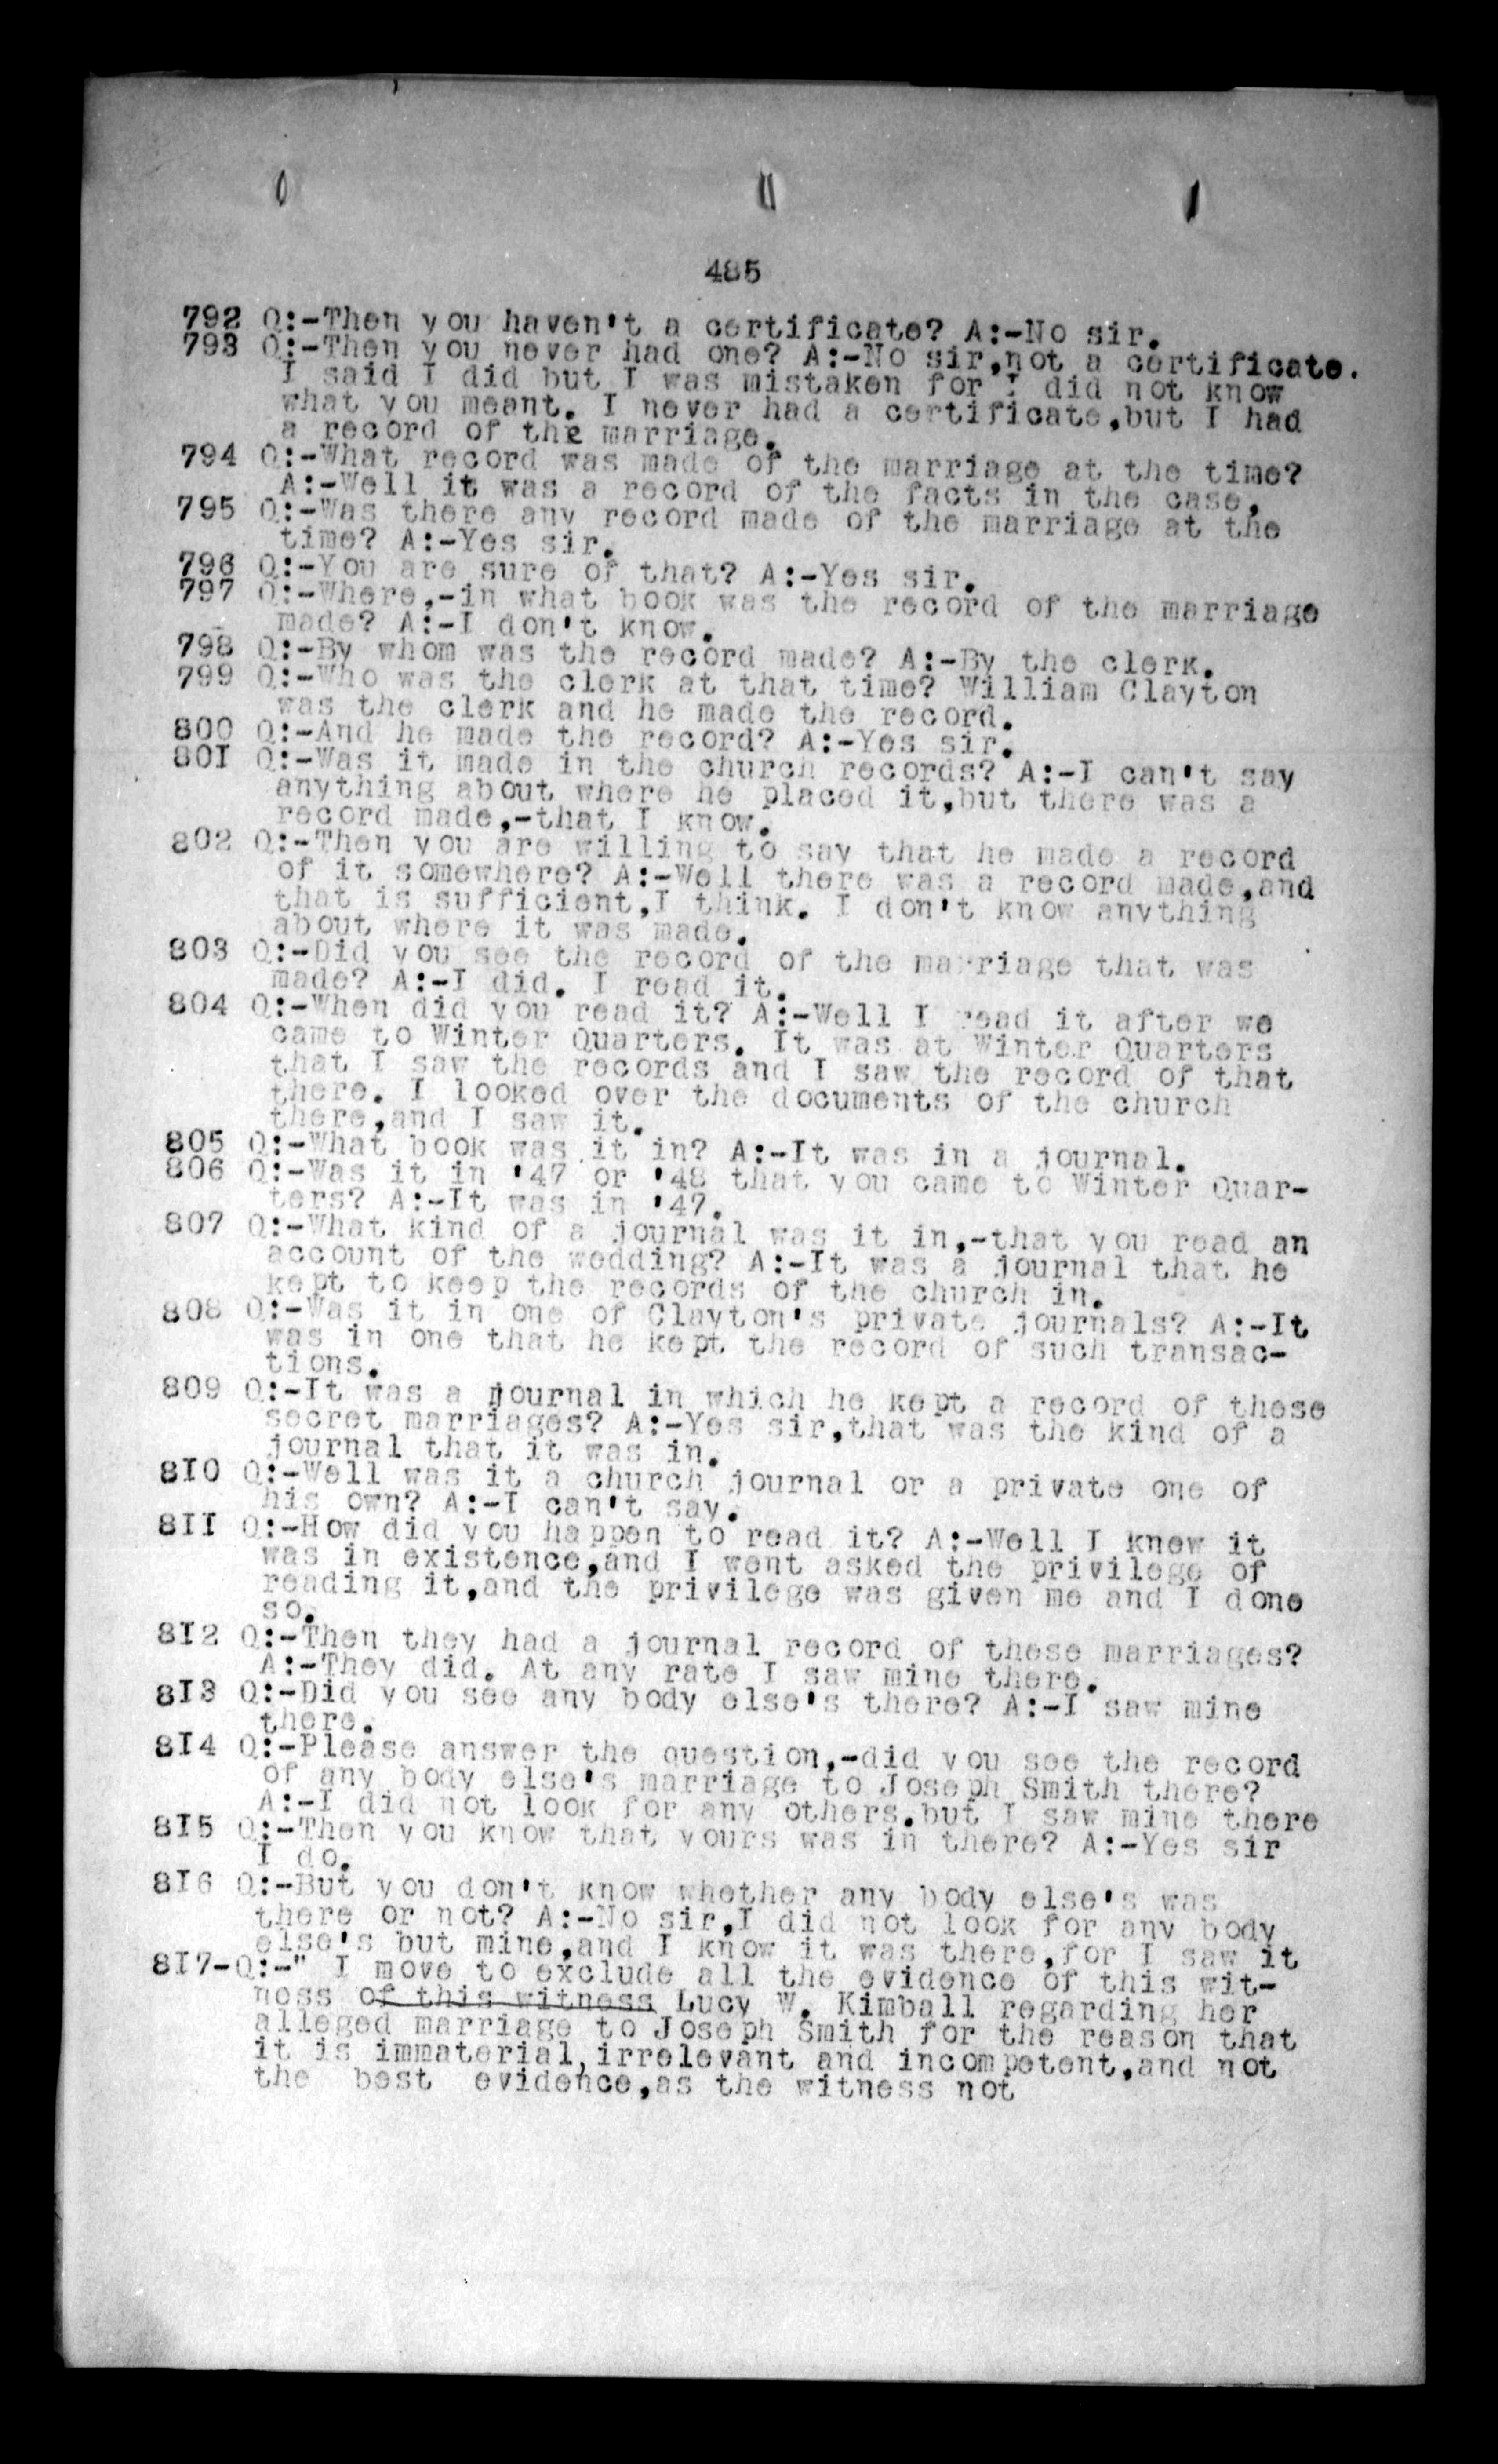 485
792 Q:-Then you haven't a certificate? A:-No sir.
793 Q:-Then you never had one? A:-No sir,not a certificate.
I said I did but I was mistaken for I did not know
what you meant. I never had a certificate,but I had
a record of the marriage.
794 Q:-What record was made of the marriage at the time?
A:-Well it was a record of the facts in the case.
795 Q:-Was there any record made of the marriage at the
time? A:-Yes sir.
796 Q:-You are sure of that? A:-Yes sir.
797 Q:-Where,-in what book was the record of the marriage
made? A:-I don't know.
798 Q:-By whom was the record made? A:-By the clerk.
799 Q:-Who was the clerk at that time? William Clayton
was the clerk and he made the record.
800 Q:-And he made the record? A:-Yes sir.
801 Q:-Was it made in the church records? A:-I can't say
anything about where he placed it,but there was a
record made,-that I know.
802 Q:-Then you are willing to say that he made a record
of it somewhere? A:-Well there was a record made,and
that is sufficient,I think. I don't know anything
about where it was made.
803 Q:-Did you see the record of the marriage that was
made? A:-I did. I read it.
804 Q:-When did you read it? A:-Well I read it after we
came to Winter Quarters. It was at Winter Quarters
that I saw the records and I saw the record of that
there. I looked over the documents of the church
there,and I saw it.
805 Q:-What book was it in? A:-It was in a journal.
806 Q:-Was it in '47 or '48 that you came to Winter Quar-
ters? A:-It was in '47.
807 Q:-What kind of a journal was it in,-that you read an
account of the wedding? A:-It was a journal that he
kept to keep the records of the church in.
808 Q:-Was it in one of Clayton's private journals? A:-It
was in one that he kept the record of such transac-
tions.
809 Q:-It was a journal in which he kept a record of these
secret marriages? A:-Yes sir,that was the kind of a
journal that it was in.
810 Q:-Well was it a church journal or a private one of
his own? A:-I can't say.
811 Q:-How did you happen to read it? A:-Well I knew it
was in existence,and I went asked the privilege of
reading it,and the privilege was given me and I done
so.
812 Q:-Then they had a journal record of these marriages?
A:-They did. At any rate I saw mine there.
813 Q:-Did you see any body else's there? A:-I saw mine
there.
814 Q:-Please answer the question,-did you see the record
of any body else's marriage to Joseph Smith there?
A:-I did not look for any others.but I saw mine there
815 Q:-Then you know that yours was in there? A:-Yes sir
I do.
816 Q:-But you don't know whether any body else's was
there or not? A:-No sir,I did not look for any body
else's but mine,and I know it was there,for I saw it
817-Q:-" I move to exclude all the evidence of this wit-
ness of this witness Lucy W. Kimball regarding her
alleged marriage to Joseph Smith for the reason that
it is immaterial,irrelevant and incompetent,and not
the best evidence,as the witness not